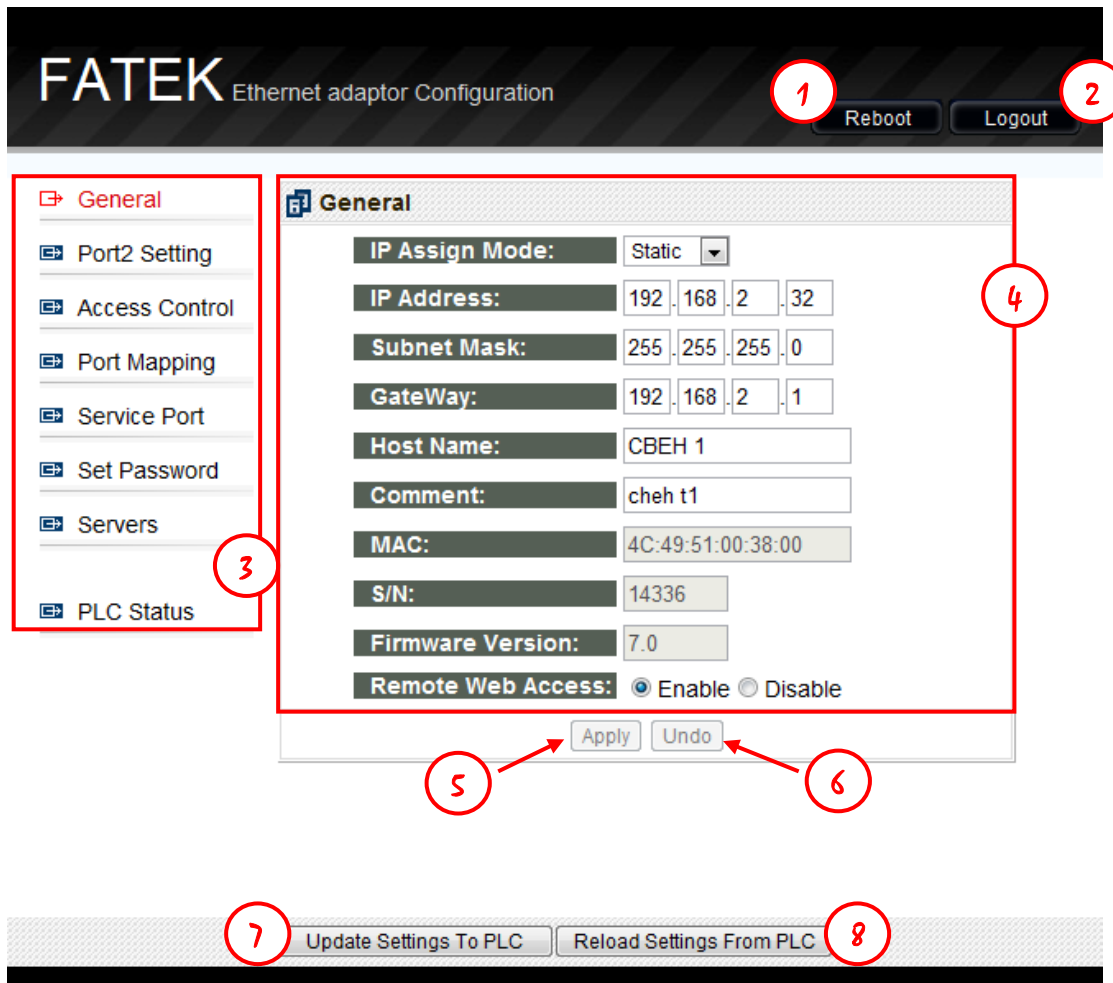 FATEK Ethernet adaptor Configuration
1 2
Reboot Logout
General
Port2 Setting
Access Control
Port Mapping
Service Port
Set Password
Servers
3
PLC Status
General
IP Assign Mode: Static
IP Address: 192 . 168 . 2 . 32
4
Subnet Mask: 255 . 255 . 255 . 0
GateWay: 192 . 168 . 2 . 1
Host Name: CBEH 1
Comment: cheh t1
MAC: 4C:49:51:00:38:00
S/N: 14336
Firmware Version: 7.0
Remote Web Access: Enable Disable
Apply Undo
5 6
7 Update Settings To PLC Reload Settings From PLC 8